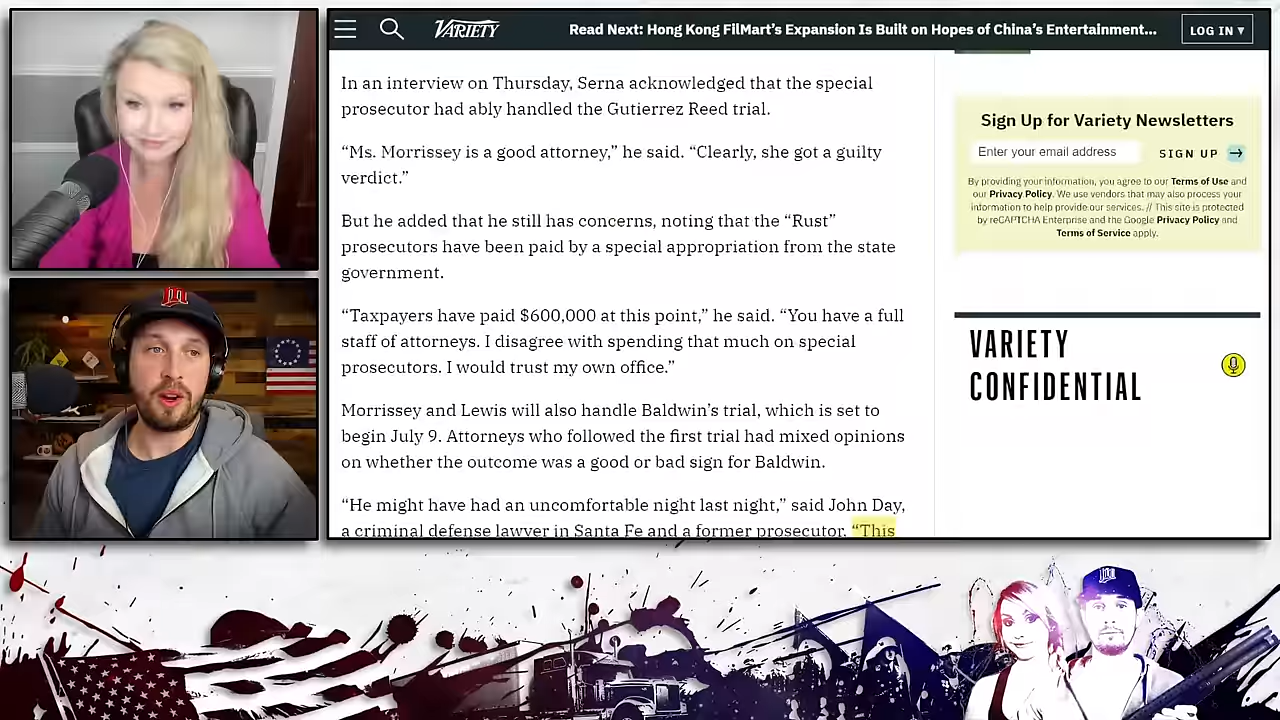 VARIETY
Read Next: Hong Kong FilMart’s Expansion Is Built on Hopes of China’s Entertainment...
LOG IN ▾
In an interview on Thursday, Serna acknowledged that the special
prosecutor had ably handled the Gutierrez Reed trial.
“Ms. Morrissey is a good attorney,” he said. “Clearly, she got a guilty
verdict.”
But he added that he still has concerns, noting that the “Rust”
prosecutors have been paid by a special appropriation from the state
government.
“Taxpayers have paid $600,000 at this point,” he said. “You have a full
staff of attorneys. I disagree with spending that much on special
prosecutors. I would trust my own office.”
Morrissey and Lewis will also handle Baldwin’s trial, which is set to
begin July 9. Attorneys who followed the first trial had mixed opinions
on whether the outcome was a good or bad sign for Baldwin.
“He might have had an uncomfortable night last night,” said John Day,
a criminal defense lawyer in Santa Fe and a former prosecutor. “This
Sign Up for Variety Newsletters
Enter your email address
SIGN UP →
By providing your information, you agree to our Terms of Use and
our Privacy Policy. We use vendors that may also process your
information to help provide our services. // This site is protected
by reCAPTCHA Enterprise and the Google Privacy Policy and
Terms of Service apply.
VARIETY
CONFIDENTIAL